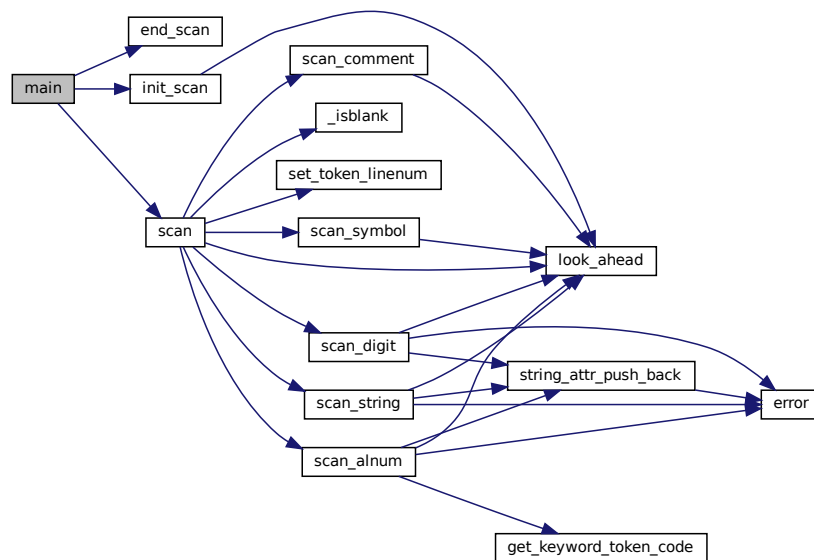 end_scan
main
init_scan
scan_comment
_isblank
set_token_linenum
scan
scan_symbol
look_ahead
scan_digit
string_attr_push_back
scan_string
error
scan_alnum
get_keyword_token_code